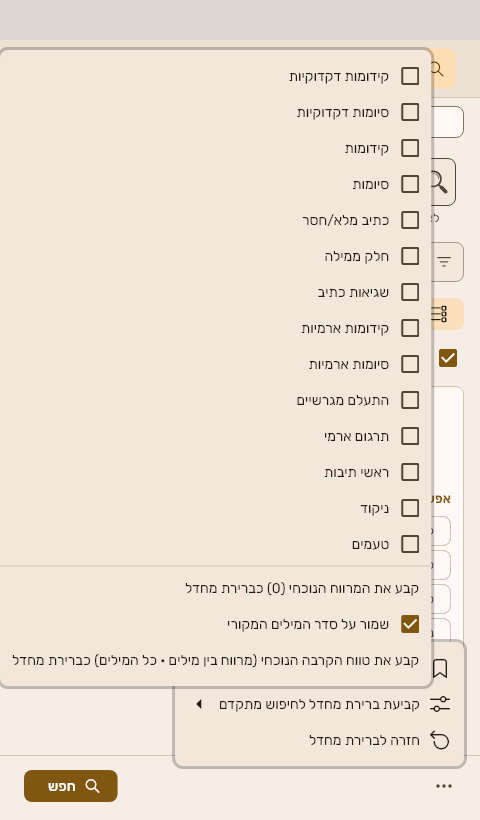 קידומות דקדוקיות
סיומות דקדוקיות
קידומות
סיומות
כתיב מלא/חסר
חלק ממילה
שגיאות כתיב
קידומות ארמיות
סיומות ארמיות
התעלם מגרשיים
תרגום ארמי
ראשי תיבות
ניקוד
טעמים
קבע את המרווח הנוכחי (0) כברירת מחדל
שמור על סדר המילים המקורי
קבע את טווח הקרבה הנוכחי (מרווח בין מילים • כל המילים) כברירת מחדל
קביעת ברירת מחדל לחיפוש מתקדם
חזרה לברירת מחדל
חפש